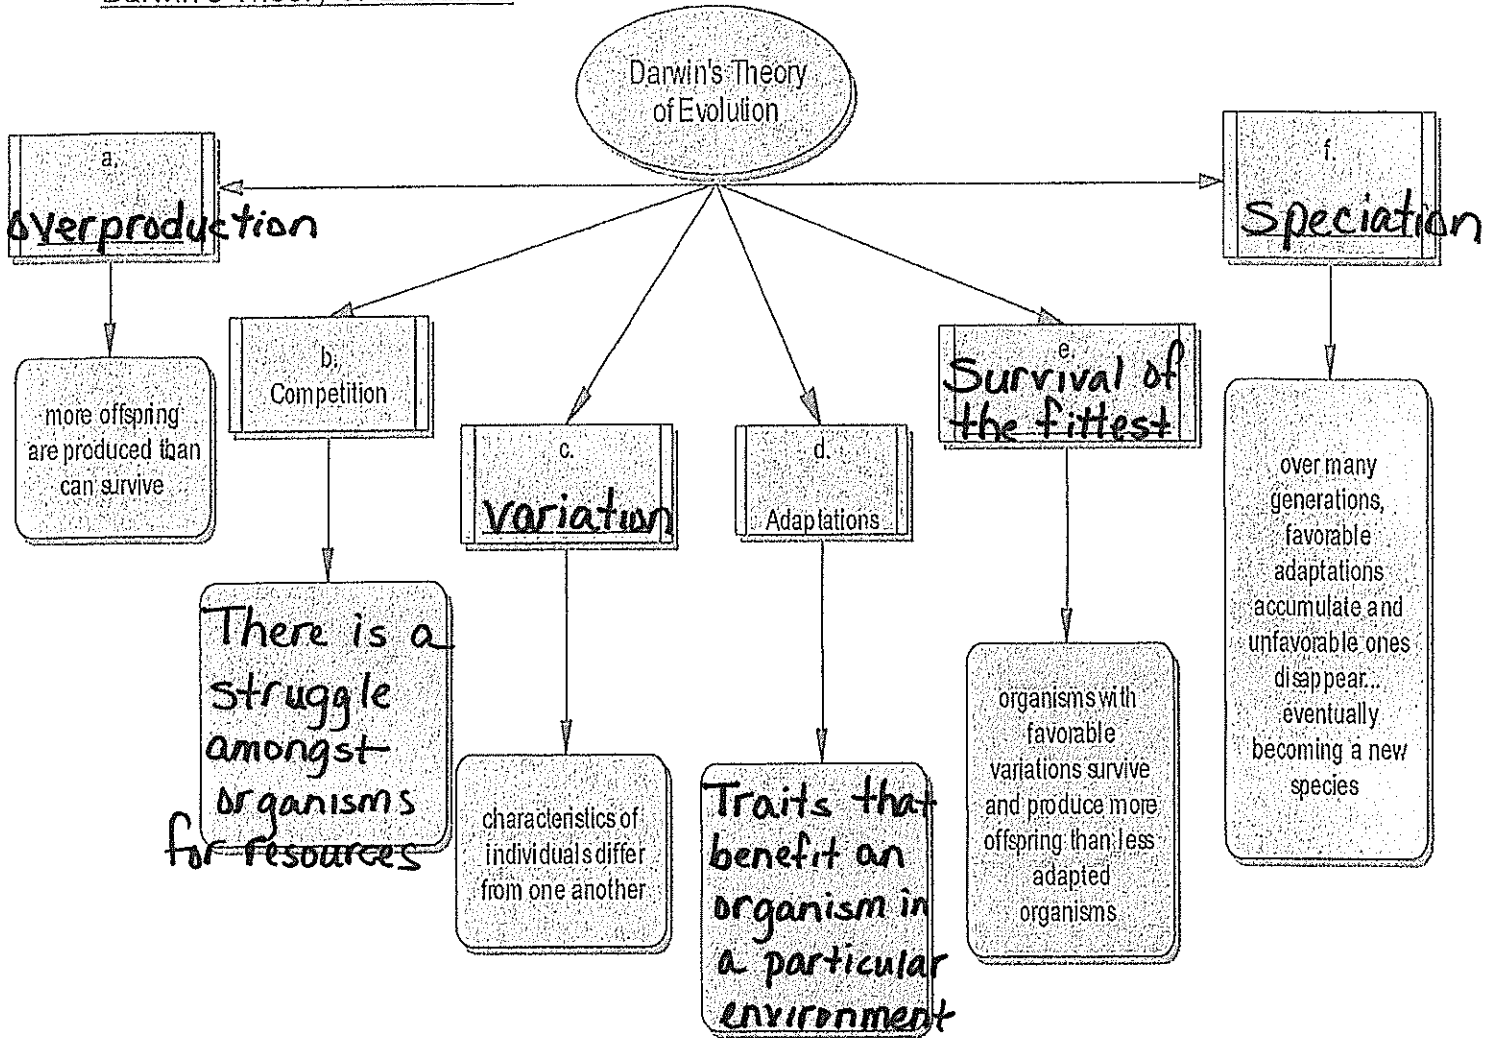 Darwin's Theory
Darwin's Theory
of Evolution
a.
overproduction
more offspring
are produced than
can survive
b.
Competition
There is a
struggle
amongst
organisms
for resources
c.
variation
characteristics of
individuals differ
from one another
d.
Adaptations
Traits that
benefit an
organism in
a particular
environment
e.
Survival of
the fittest
organisms with
favorable
variations survive
and produce more
offspring than less
adapted
organisms
f.
speciation
over many
generations,
favorable
adaptations
accumulate and
unfavorable ones
disappear...
eventually
becoming a new
species